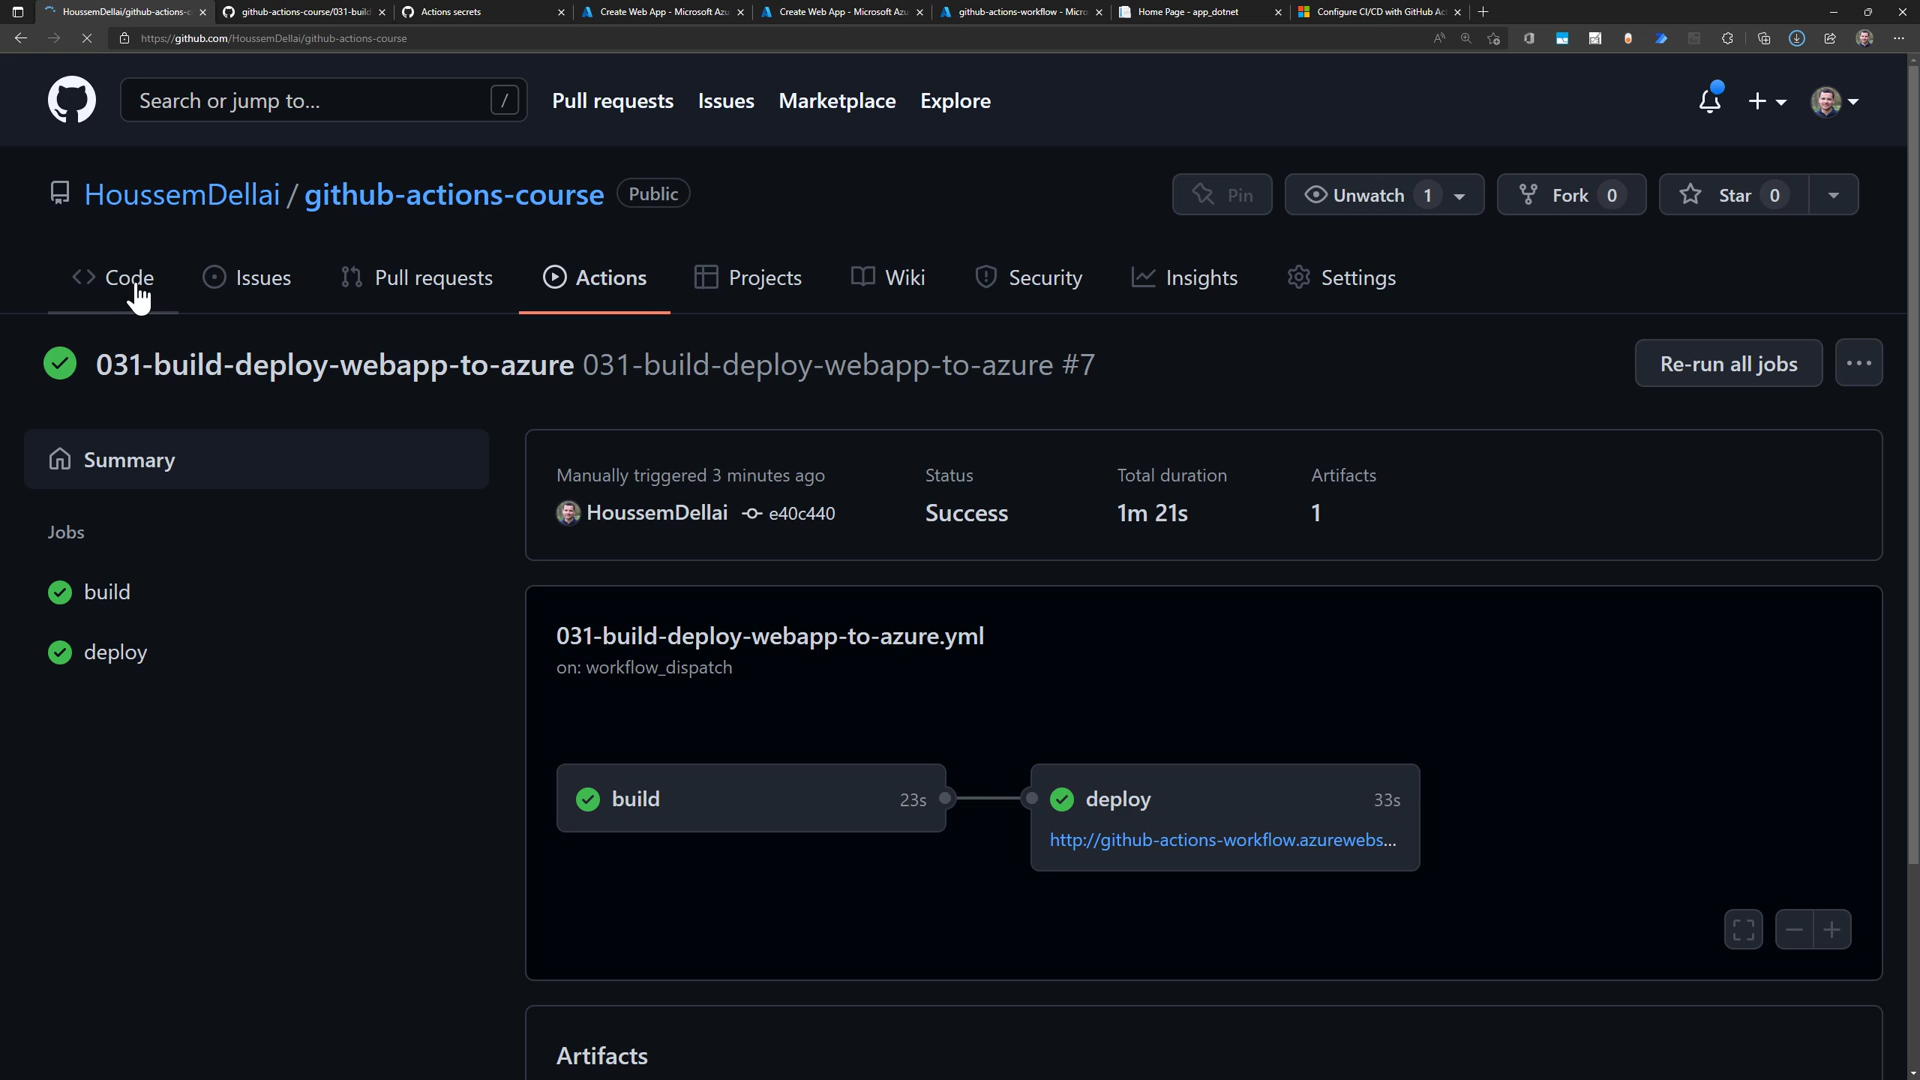 HoussemDellai/github-actions-c
github-actions-course/031-build
Actions secrets
Create Web App - Microsoft Azu
Create Web App - Microsoft Azu
github-actions-workflow - Micro
Home Page - app_dotnet
Configure CI/CD with GitHub Ac
https://github.com/HoussemDellai/github-actions-course
Search or jump to... /
Pull requests
Issues
Marketplace
Explore
HoussemDellai / github-actions-course Public
Pin
Unwatch 1
Fork 0
Star 0
Code
Issues
Pull requests
Actions
Projects
Wiki
Security
Insights
Settings
031-build-deploy-webapp-to-azure 031-build-deploy-webapp-to-azure #7
Re-run all jobs
Summary
Jobs
build
deploy
Manually triggered 3 minutes ago
HoussemDellai e40c440
Status
Success
Total duration
1m 21s
Artifacts
1
031-build-deploy-webapp-to-azure.yml
on: workflow_dispatch
build 23s
deploy 33s
http://github-actions-workflow.azurewebs...
Artifacts